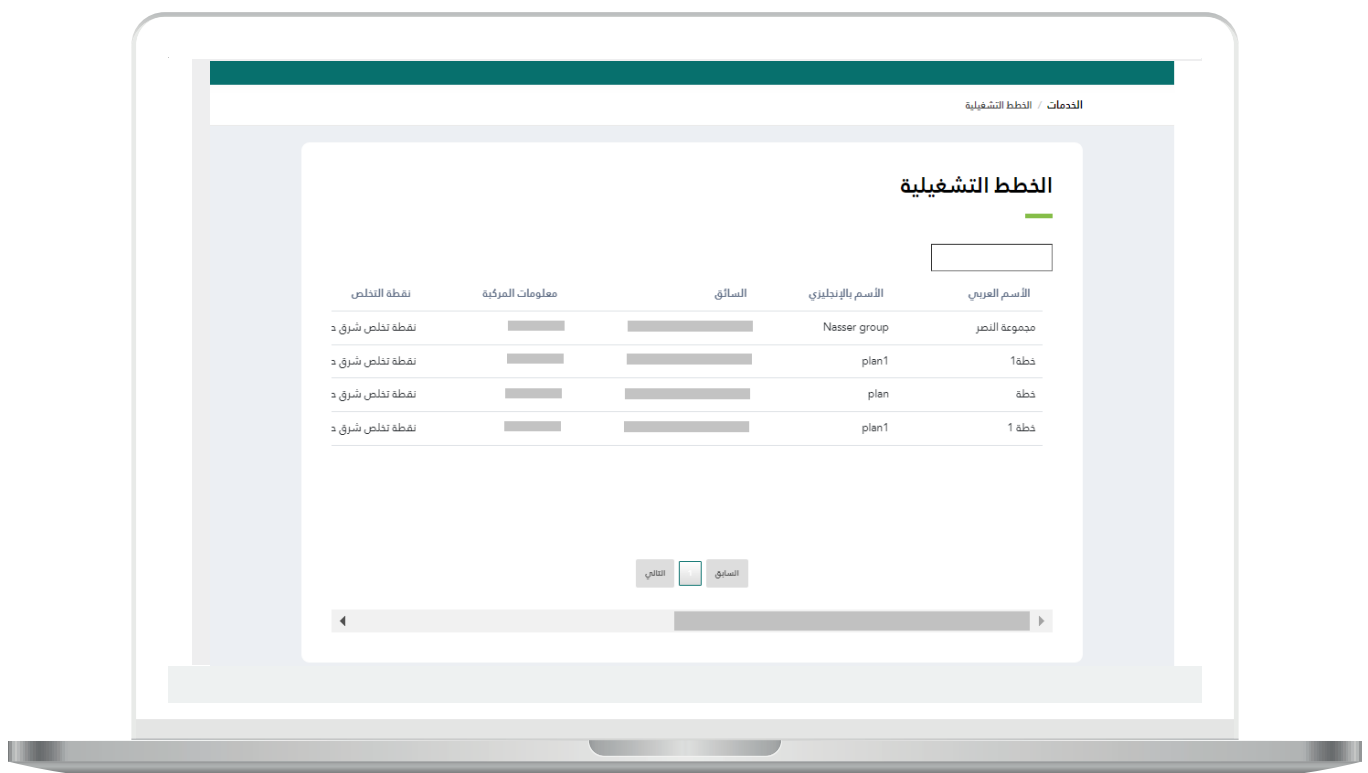 الخدمات / الخطط التشغيلية
الخطط التشغيلية
الأسم العربي الأسم بالإنجليزي السائق معلومات المركبة نقطة التخلص
مجموعة النصر Nasser group نقطة تخلص شرق
خطة1 plan1 نقطة تخلص شرق
خطة plan نقطة تخلص شرق
خطة 1 plan1 نقطة تخلص شرق
السابق التالي